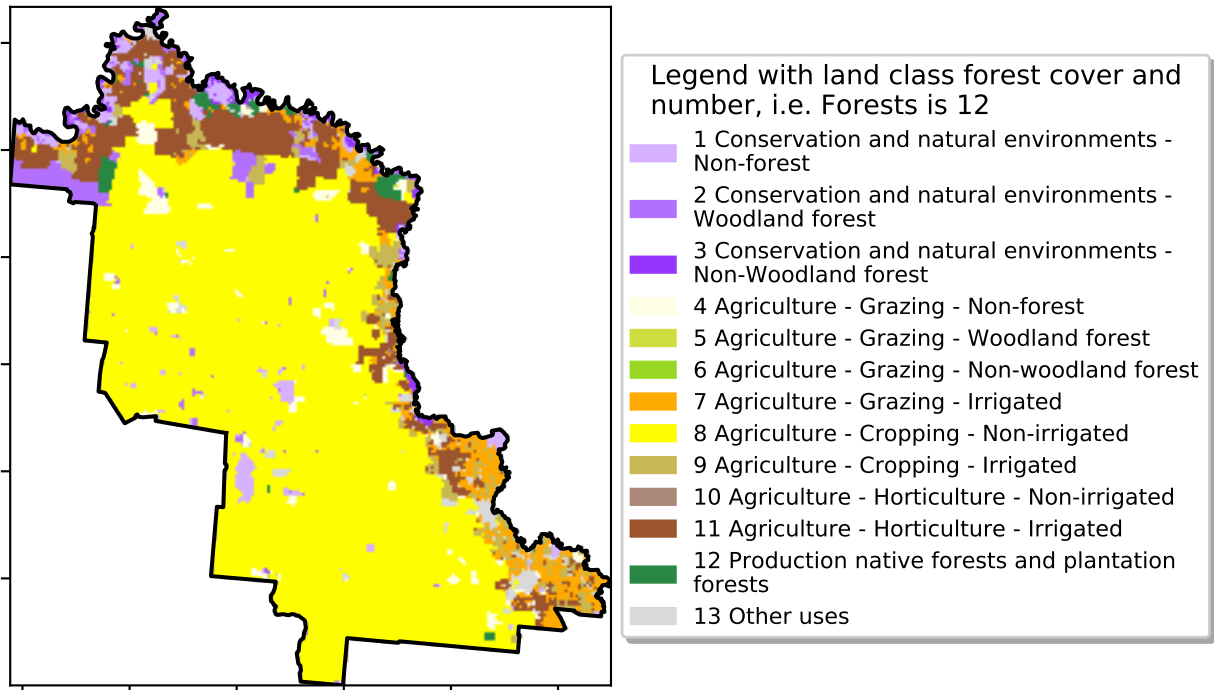 Legend with land class forest cover and
number, i.e. Forests is 12
1 Conservation and natural environments -
Non-forest
2 Conservation and natural environments -
Woodland forest
3 Conservation and natural environments -
Non-Woodland forest
4 Agriculture - Grazing - Non-forest
5 Agriculture - Grazing - Woodland forest
6 Agriculture - Grazing - Non-woodland forest
7 Agriculture - Grazing - Irrigated
8 Agriculture - Cropping - Non-irrigated
9 Agriculture - Cropping - Irrigated
10 Agriculture - Horticulture - Non-irrigated
11 Agriculture - Horticulture - Irrigated
12 Production native forests and plantation
forests
13 Other uses